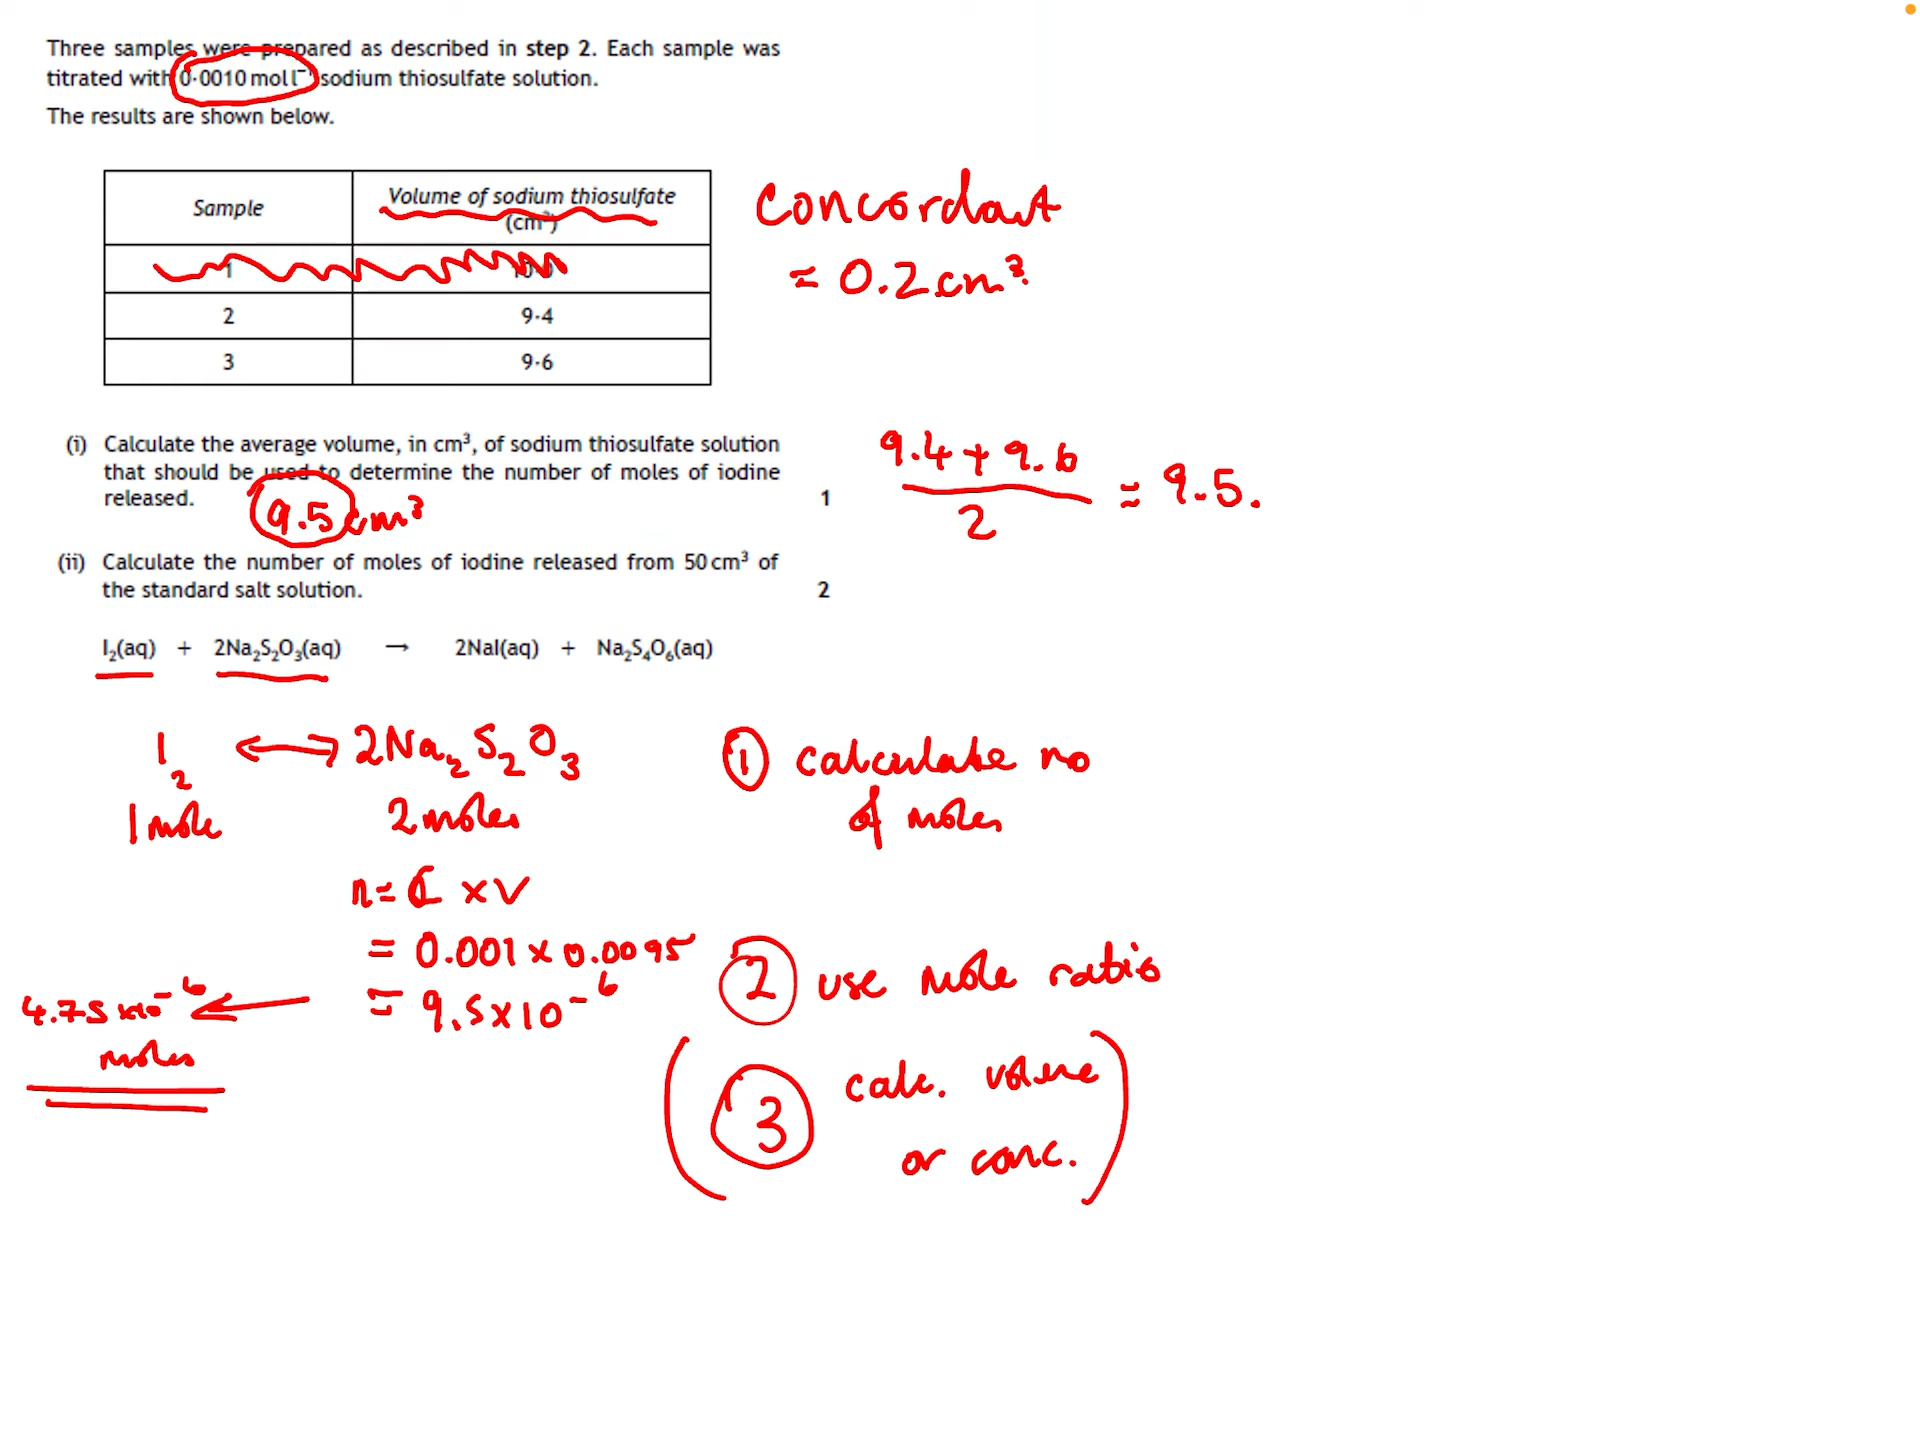 Three samples were prepared as described in step 2. Each sample was
titrated with 0·0010 mol l⁻¹ sodium thiosulfate solution.
The results are shown below.
Sample
Volume of sodium thiosulfate
(cm³)
1
10·0
2
9·4
3
9·6
Concordant
= 0.2 cm³
(i) Calculate the average volume, in cm³, of sodium thiosulfate solution
that should be used to determine the number of moles of iodine
released.
1
9.5 cm³
9.4 + 9.6
2
= 9.5.
(ii) Calculate the number of moles of iodine released from 50 cm³ of
the standard salt solution.
2
I₂(aq) + 2Na₂S₂O₃(aq) → 2NaI(aq) + Na₂S₄O₆(aq)
I₂ ↔ 2Na₂S₂O₃
1 mole 2 moles
n = C x V
= 0.001 x 0.0095
= 9.5 x 10⁻⁶
4.75 x10⁻⁶
moles
1 calculate no
of moles
2 use mole ratio
( 3 calc. volume
or conc. )